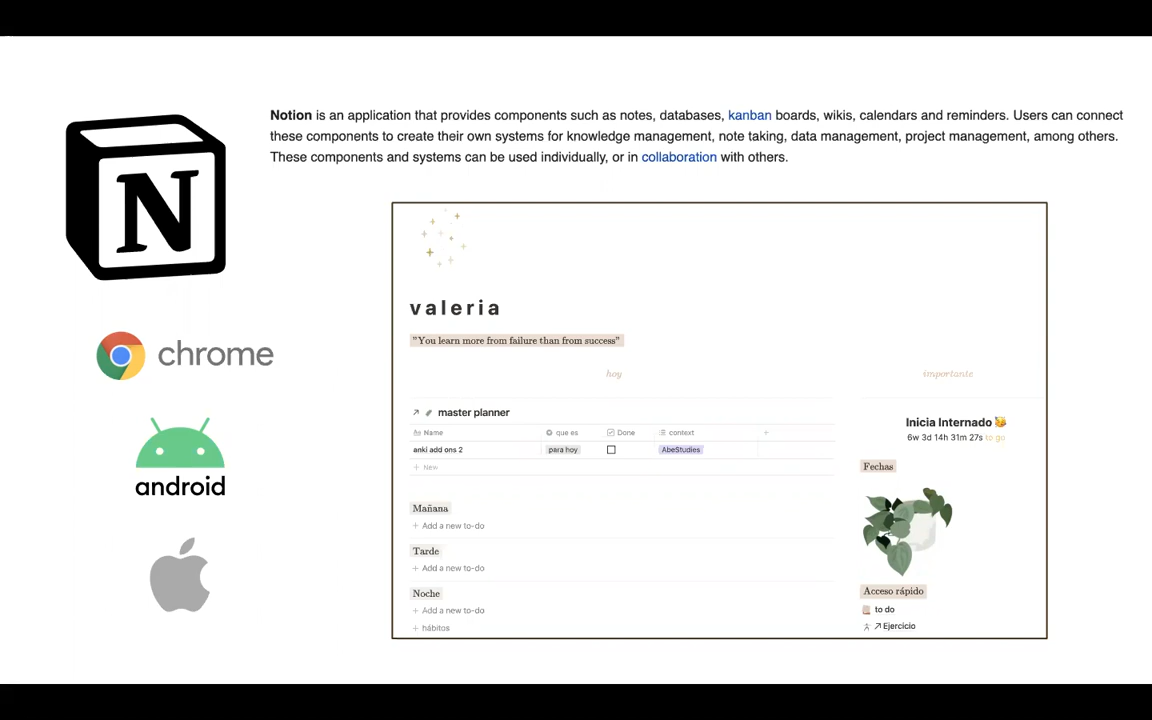 Notion is an application that provides components such as notes, databases, kanban boards, wikis, calendars and reminders. Users can connect
these components to create their own systems for knowledge management, note taking, data management, project management, among others.
These components and systems can be used individually, or in collaboration with others.
N
chrome
android
valeria
"You learn more from failure than from success"
hoy
importante
master planner
Name que es Done context
anki add ons 2 para hoy AbeStudies
New
Mañana
Add a new to-do
Tarde
Add a new to-do
Noche
Add a new to-do
hábitos
Inicia Internado
6w 3d 14h 31m 27s to go
Fechas
Acceso rápido
to do
Ejercicio